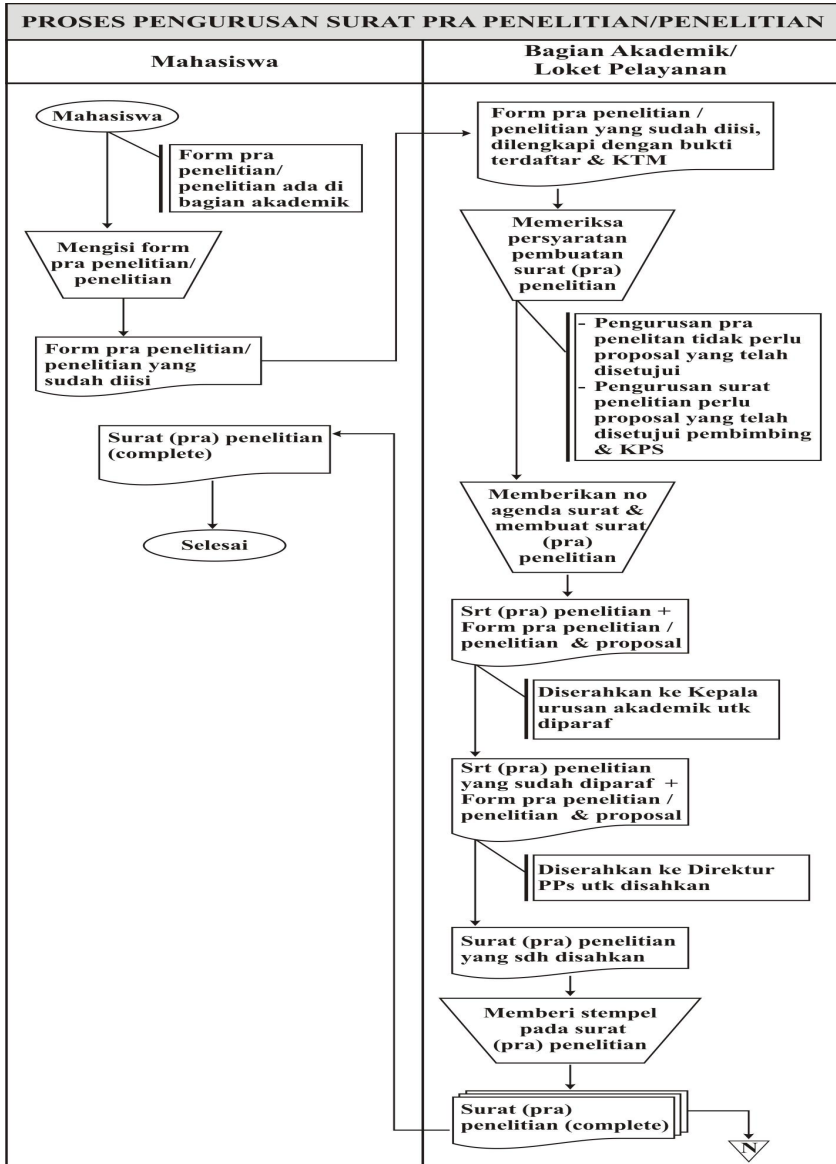 PROSES PENGURUSAN SURAT PRA PENELITIAN/PENELITIAN
Mahasiswa
Bagian Akademik/
Loket Pelayanan
Mahasiswa
Form pra
penelitian/
penelitian ada di
bagian akademik
Mengisi form
pra penelitian/
penelitian
Form pra penelitian/
penelitian yang
sudah diisi
Form pra penelitian /
penelitian yang sudah diisi,
dilengkapi dengan bukti
terdaftar & KTM
Memeriksa
persyaratan
pembuatan
surat (pra)
penelitian
- Pengurusan pra
penelitan tidak perlu
proposal yang telah
disetujui
- Pengurusan surat
penelitian perlu
proposal yang telah
disetujui pembimbing
& KPS
Memberikan no
agenda surat &
membuat surat
(pra)
penelitian
Srt (pra) penelitian +
Form pra penelitian /
penelitian & proposal
Diserahkan ke Kepala
urusan akademik utk
diparaf
Srt (pra) penelitian
yang sudah diparaf +
Form pra penelitian /
penelitian & proposal
Diserahkan ke Direktur
PPs utk disahkan
Surat (pra) penelitian
yang sdh disahkan
Memberi stempel
pada surat
(pra) penelitian
Surat (pra)
penelitian (complete)
N
Surat (pra) penelitian
(complete)
Selesai